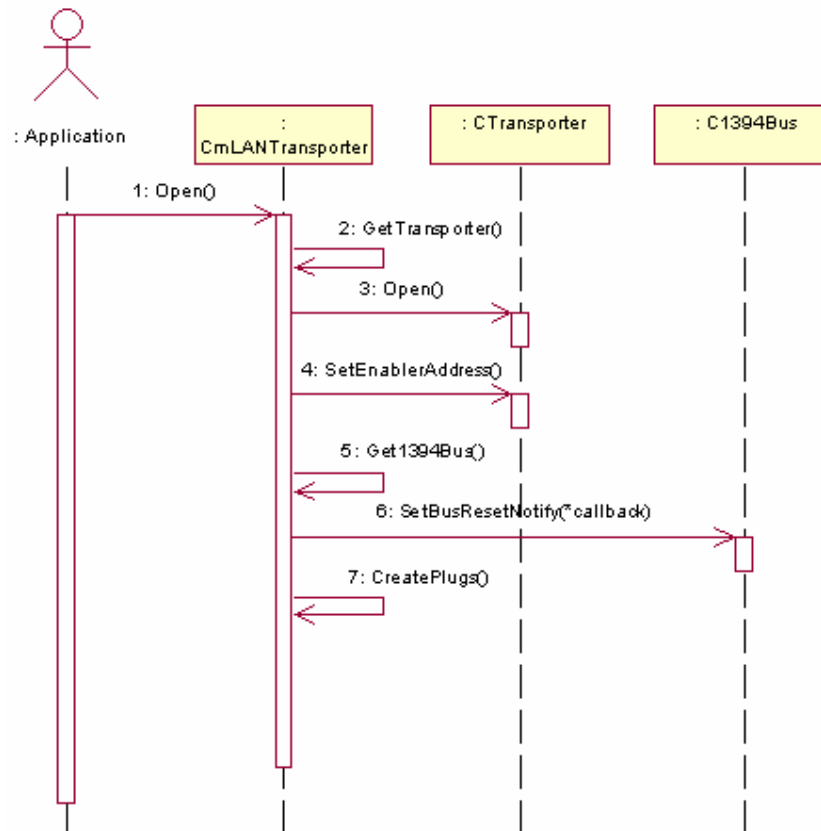 : Application
:
CmLANTransporter
: CTransporter
: C1394Bus
1: Open()
2: GetTransporter()
3: Open()
4: SetEnablerAddress()
5: Get1394Bus()
6: SetBusResetNotify(*callback)
7: CreatePlugs()